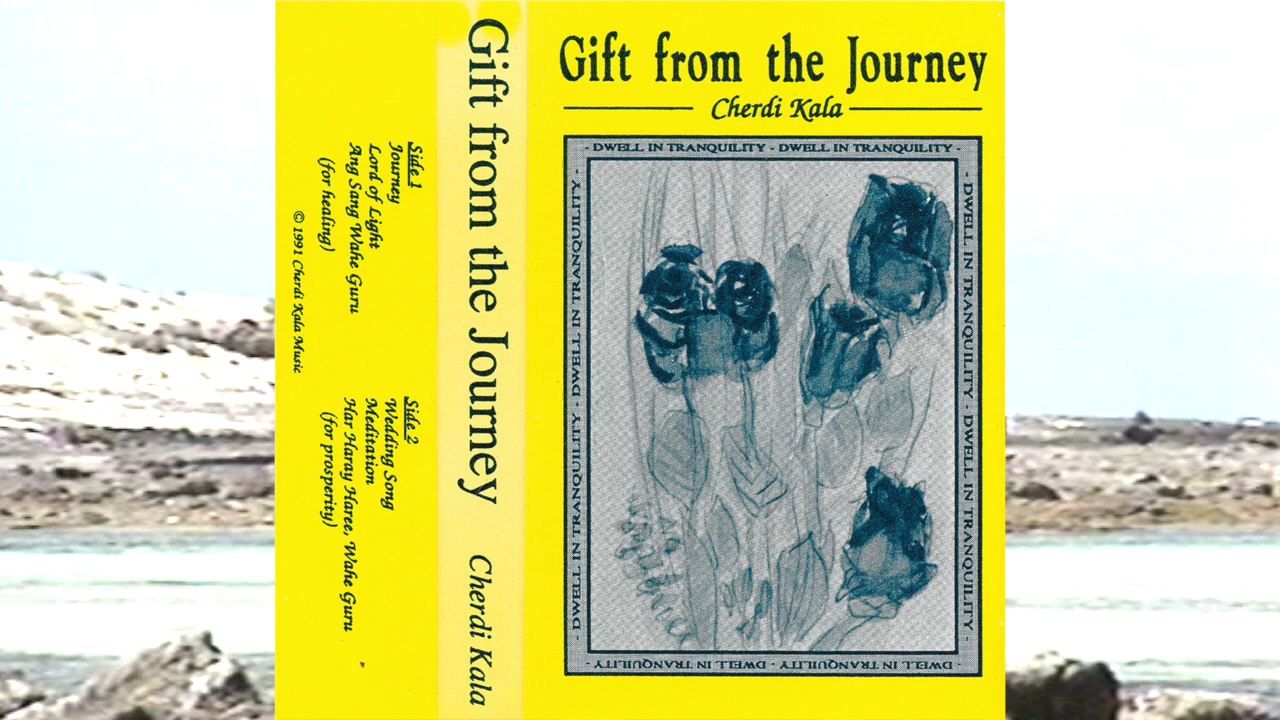 Gift from the Journey
Cherdi Kala
- DWELL IN TRANQUILITY - DWELL IN TRANQUILITY -
- DWELL IN TRANQUILITY - DWELL IN TRANQUILITY -
- DWELL IN TRANQUILITY - DWELL IN TRANQUILITY - DWELL IN TRANQUILITY -
- DWELL IN TRANQUILITY - DWELL IN TRANQUILITY -
Gift from the Journey Cherdi Kala
Side 1
Journey
Lord of Light
Ang Sang Wahe Guru
(for healing)
Side 2
Wedding Song
Meditation
Har Haray Haree, Wahe Guru
(for prosperity)
© 1991 Cherdi Kala Music